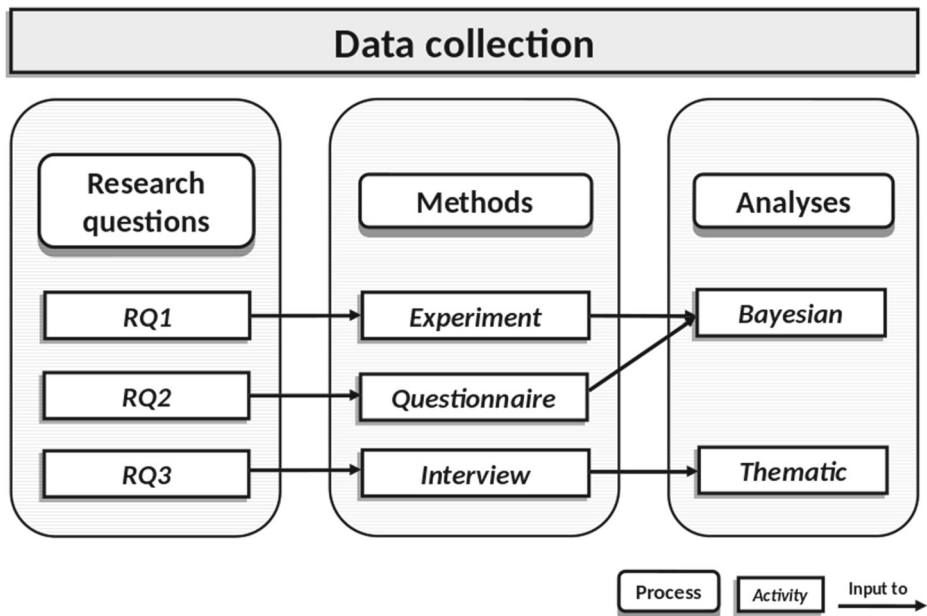 Data collection
Research
questions
Methods
Analyses
RQ1
Experiment
Bayesian
RQ2
Questionnaire
RQ3
Interview
Thematic
Process
Activity
Input to